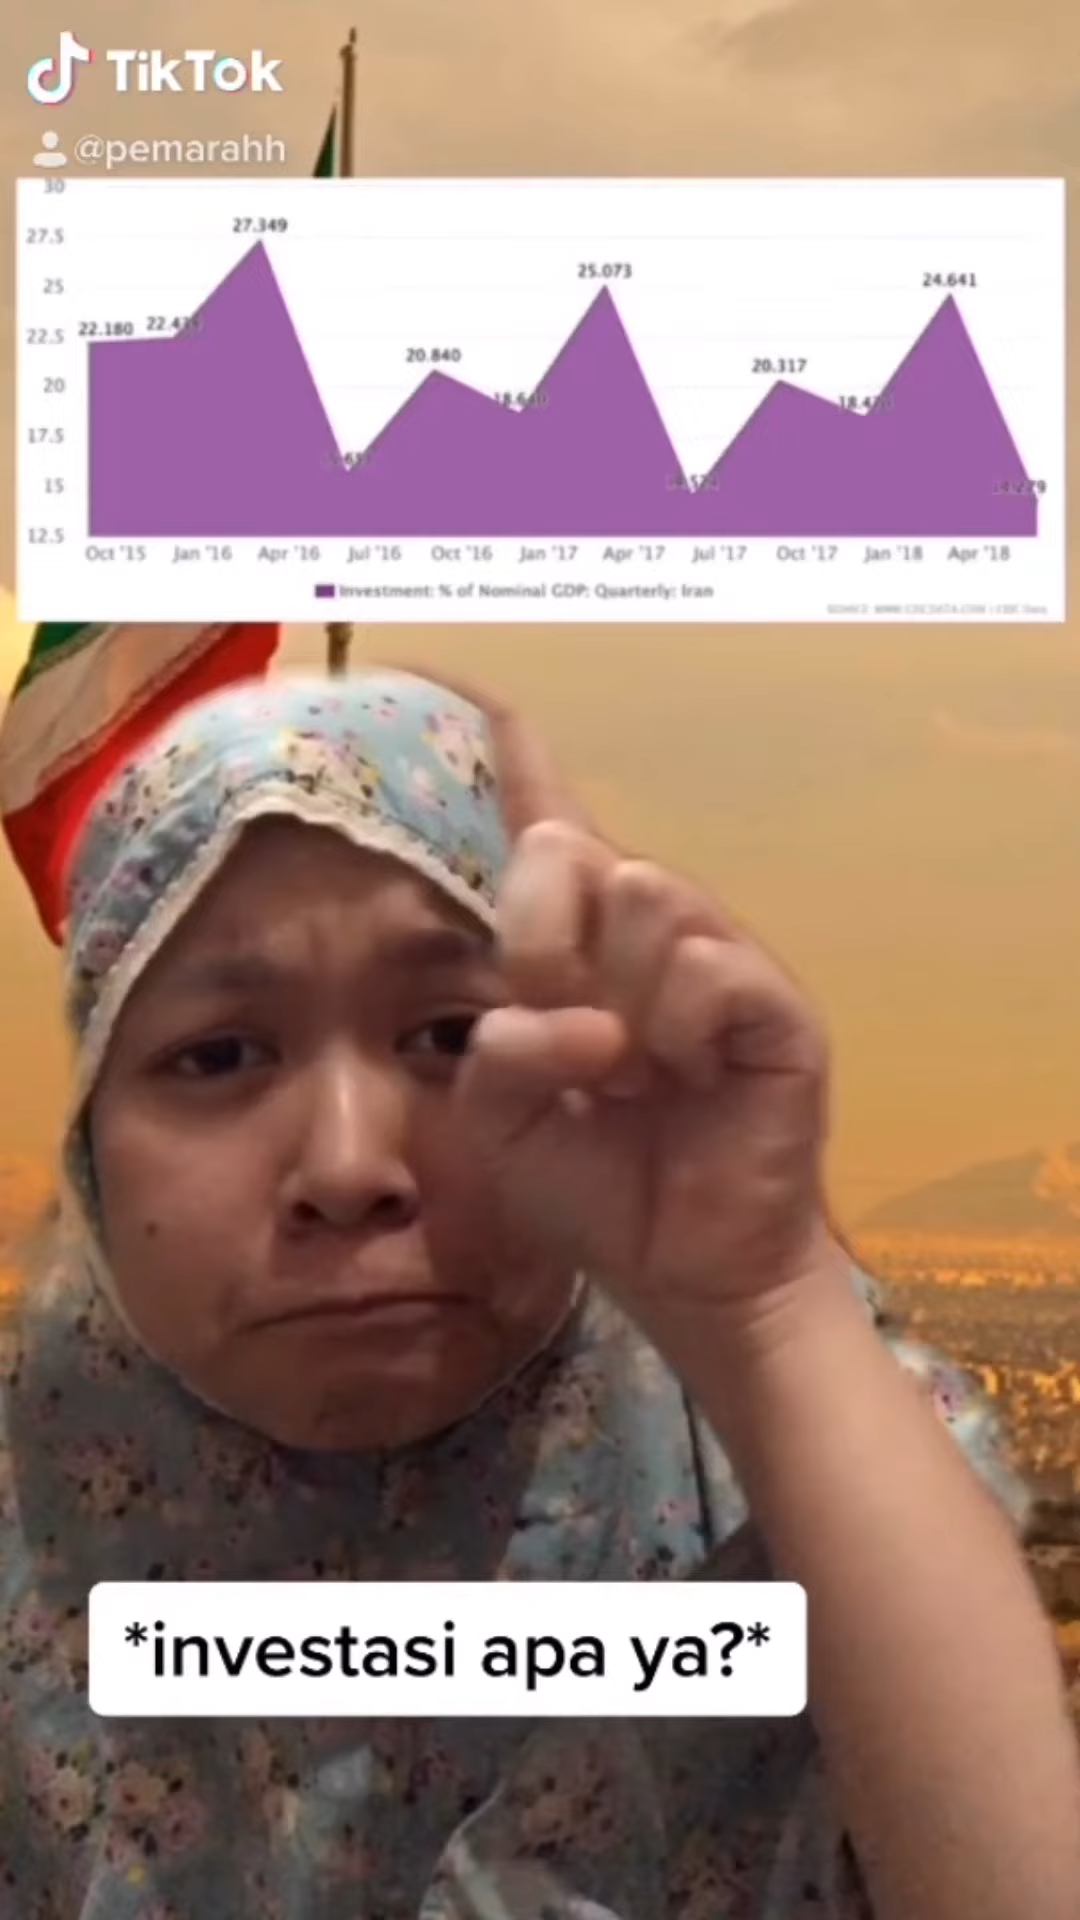 TikTok
@pemarahh
30
27.5
25
22.5
20
17.5
15
12.5
22.180
27.349
20.840
25.073
20.317
24.641
Oct '15 Jan '16 Apr '16 Jul '16 Oct '16 Jan '17 Apr '17 Jul '17 Oct '17 Jan '18 Apr '18
Investment: % of Nominal GDP: Quarterly: Iran
*investasi apa ya?*